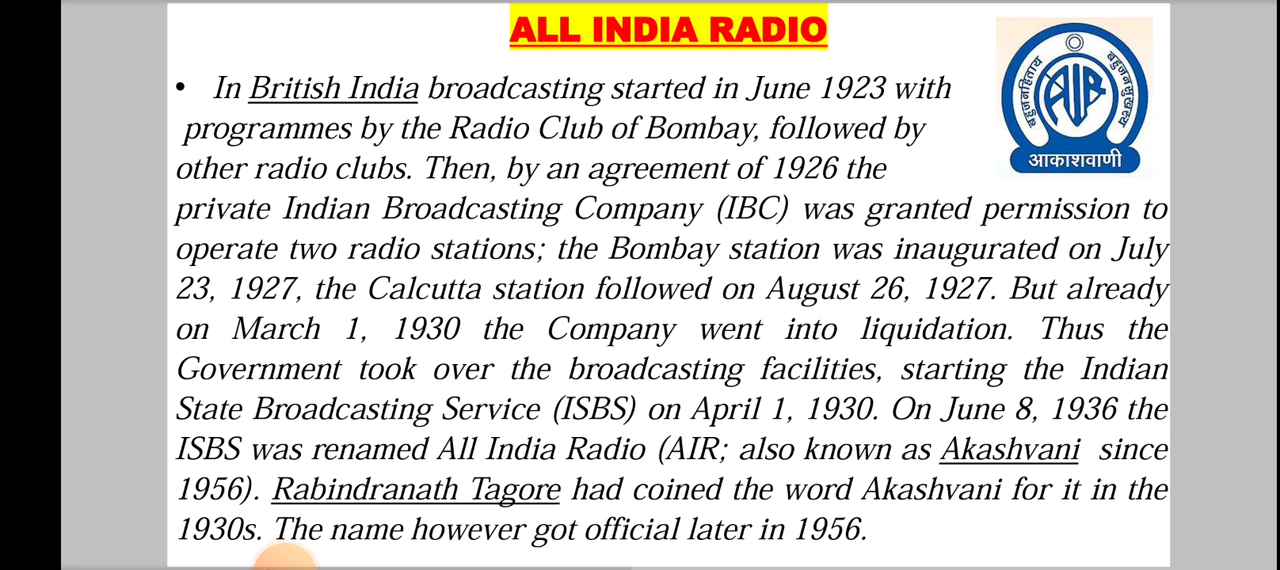 ALL INDIA RADIO
• In British India broadcasting started in June 1923 with
programmes by the Radio Club of Bombay, followed by
other radio clubs. Then, by an agreement of 1926 the
private Indian Broadcasting Company (IBC) was granted permission to
operate two radio stations; the Bombay station was inaugurated on July
23, 1927, the Calcutta station followed on August 26, 1927. But already
on March 1, 1930 the Company went into liquidation. Thus the
Government took over the broadcasting facilities, starting the Indian
State Broadcasting Service (ISBS) on April 1, 1930. On June 8, 1936 the
ISBS was renamed All India Radio (AIR; also known as Akashvani since
1956). Rabindranath Tagore had coined the word Akashvani for it in the
1930s. The name however got official later in 1956.
बहुजनहिताय
AIR
बहुजनसुखाय
आकाशवाणी